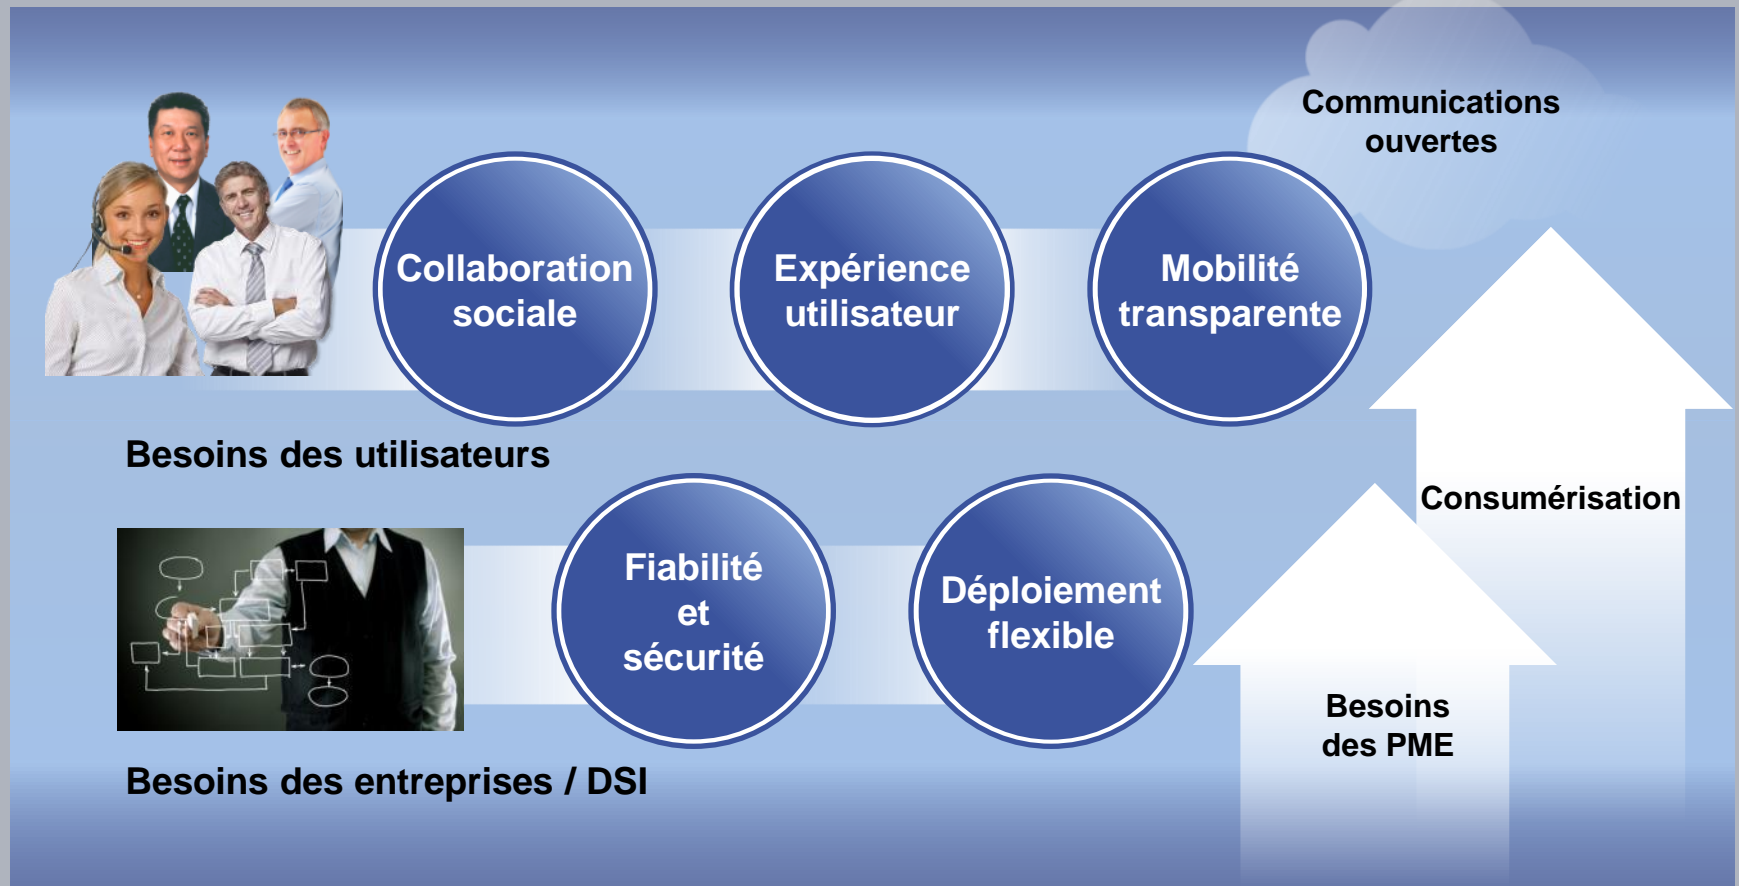 Communications
ouvertes
Collaboration
sociale
Expérience
utilisateur
Mobilité
transparente
Besoins des utilisateurs
Consumérisation
Fiabilité
et
sécurité
Déploiement
flexible
Besoins
des PME
Besoins des entreprises / DSI